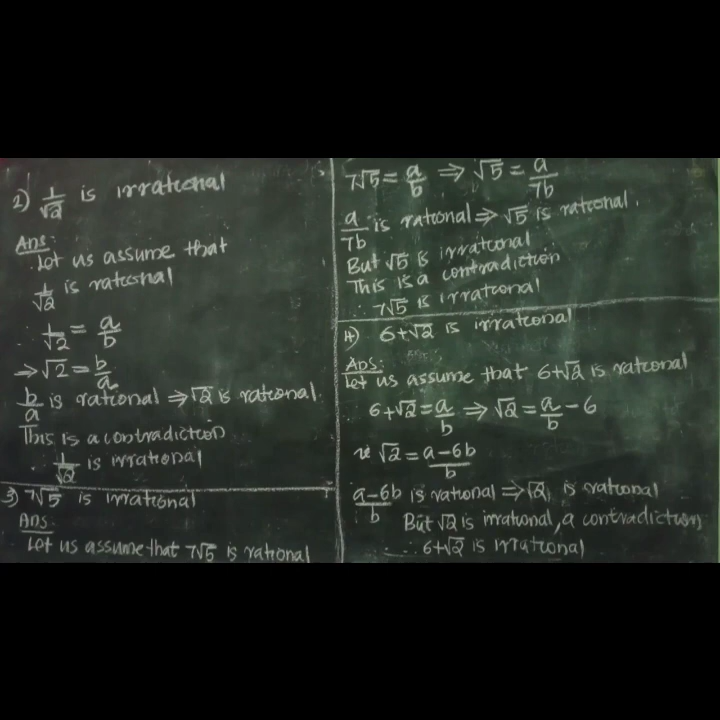 2) 1/√2 is irrational
Ans:
Let us assume that
1/√2 is rational
∴ 1/√2 = a/b
⇒ √2 = b/a
b/a is rational ⇒ √2 is rational.
This is a contradiction
∴ 1/√2 is irrational
3) 7√5 is irrational
Ans:
Let us assume that 7√5 is rational
7√5 = a/b ⇒ √5 = a/7b
a/7b is rational ⇒ √5 is rational.
But √5 is irrational
This is a contradiction
∴ 7√5 is irrational
4) 6+√2 is irrational
Ans:
Let us assume that 6+√2 is rational
6+√2 = a/b ⇒ √2 = a/b - 6
ie √2 = a-6b/b
a-6b/b is rational ⇒ √2 is rational
But √2 is irrational, a contradiction
∴ 6+√2 is irrational